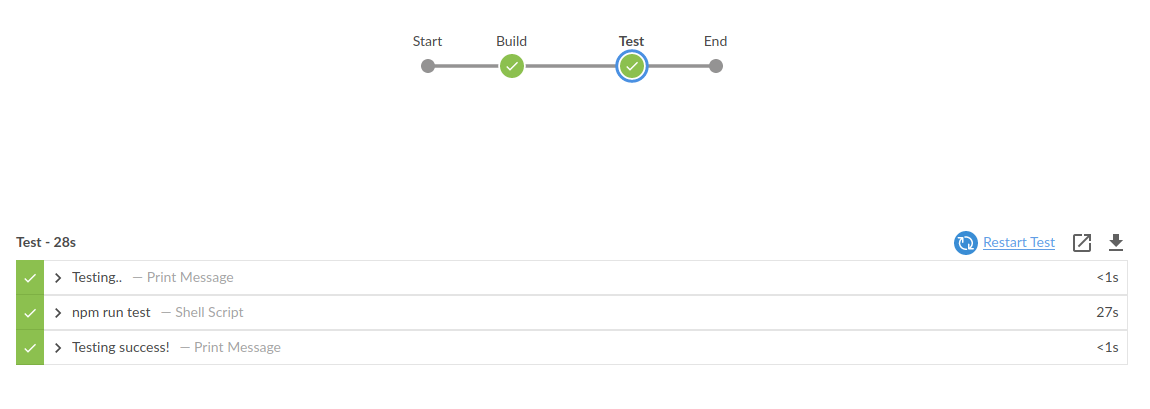 Start Build Test End
Test - 28s Restart Test
Testing.. — Print Message <1s
npm run test — Shell Script 27s
Testing success! — Print Message <1s